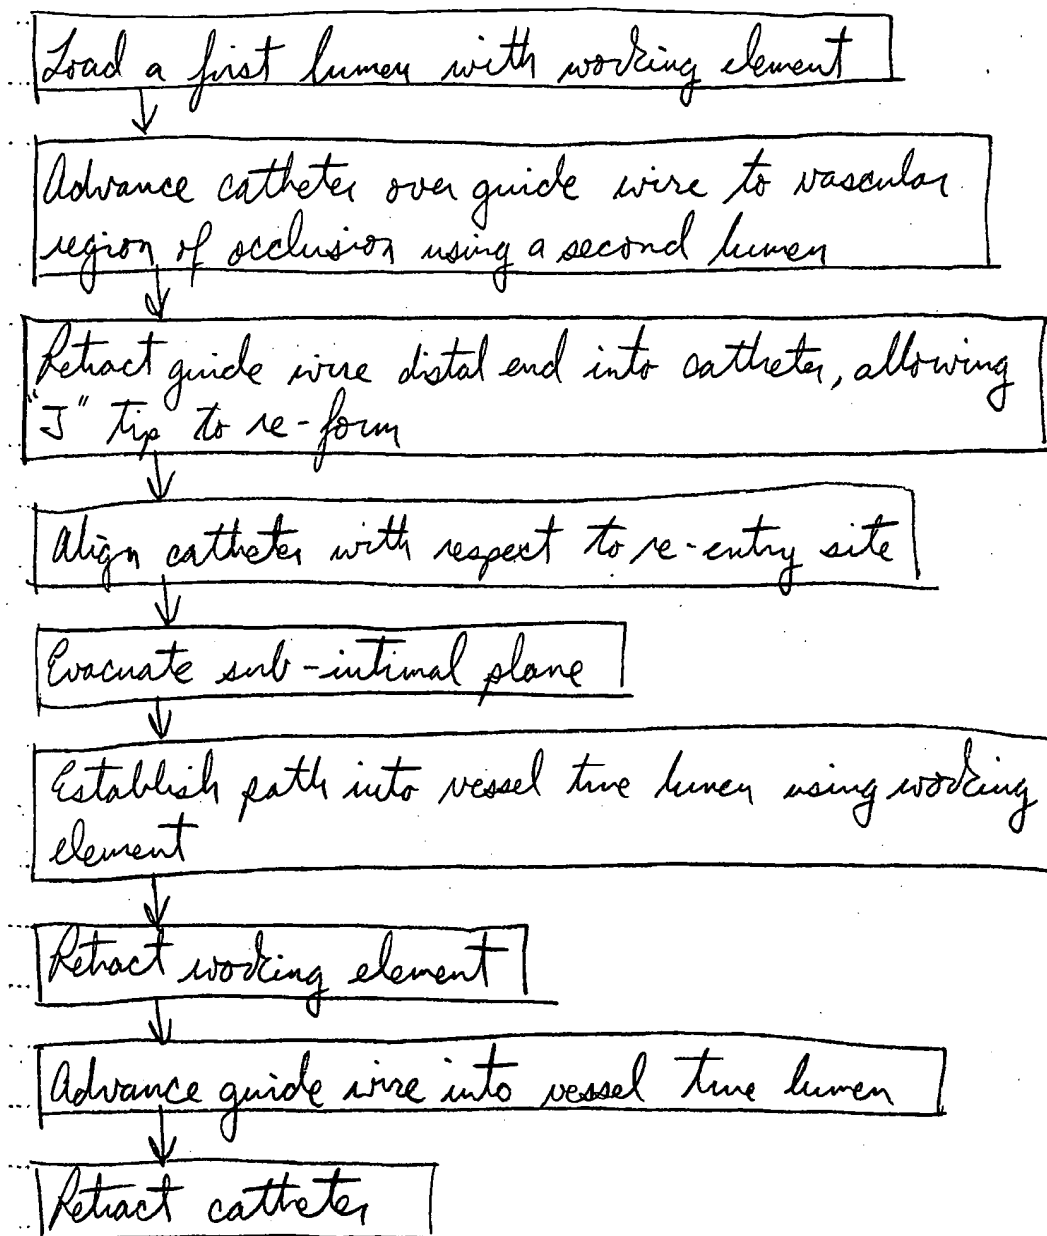 Load a first lumen with working element
Advance catheter over guide wire to vascular
region of occlusion using a second lumen
Retract guide wire distal end into catheter, allowing
"J" tip to re-form
Align catheter with respect to re-entry site
Evacuate sub-intimal plane
Establish path into vessel true lumen using working
element
Retract working element
Advance guide wire into vessel true lumen
Retract catheter